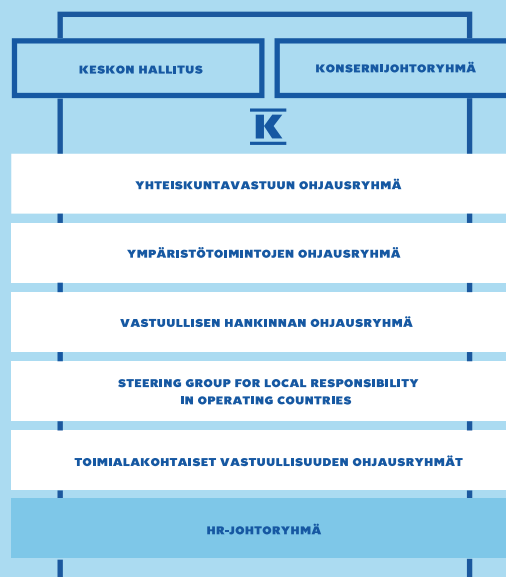 KESKON HALLITUS
KONSERNIJOHTORYHMÄ
K
YHTEISKUNTAVASTUUN OHJAUSRYHMÄ
YMPÄRISTÖTOIMINTOJEN OHJAUSRYHMÄ
VASTUULLISEN HANKINNAN OHJAUSRYHMÄ
STEERING GROUP FOR LOCAL RESPONSIBILITY
IN OPERATING COUNTRIES
TOIMIALAKOHTAISET VASTUULLISUUDEN OHJAUSRYHMÄT
HR-JOHTORYHMÄ